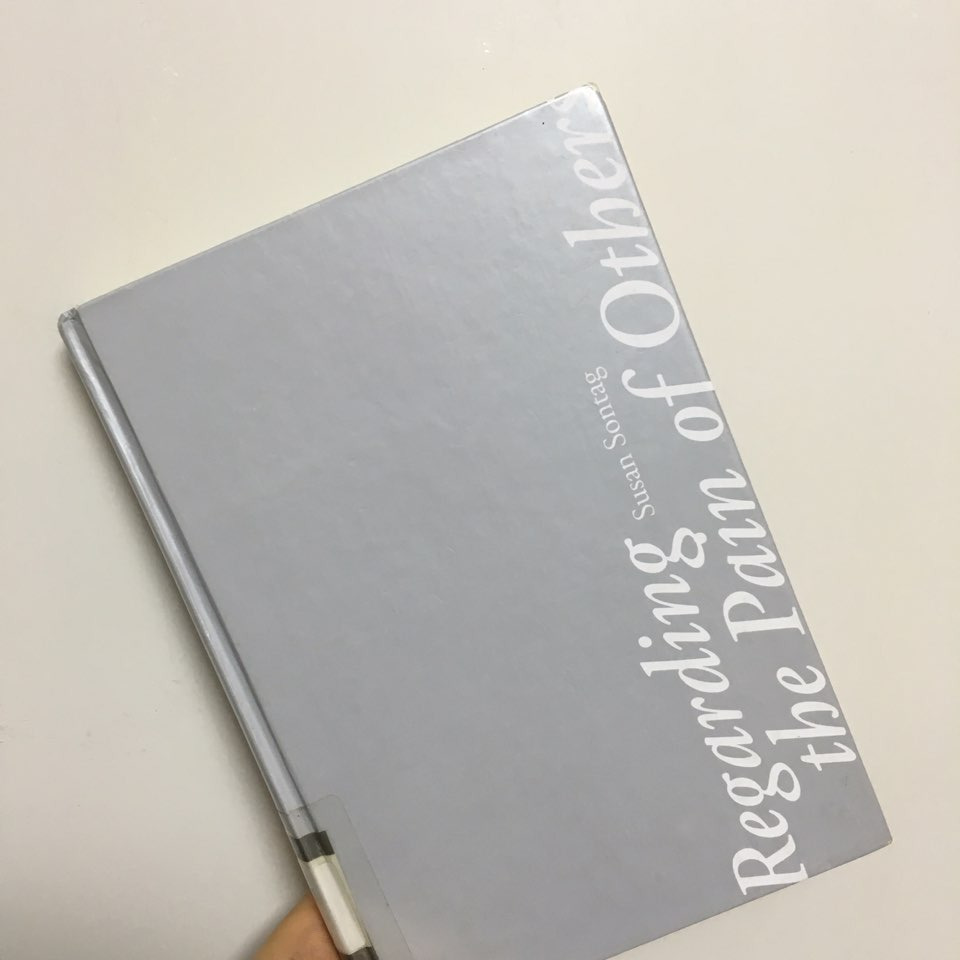 Regarding
the Pain of Others
Susan Sontag